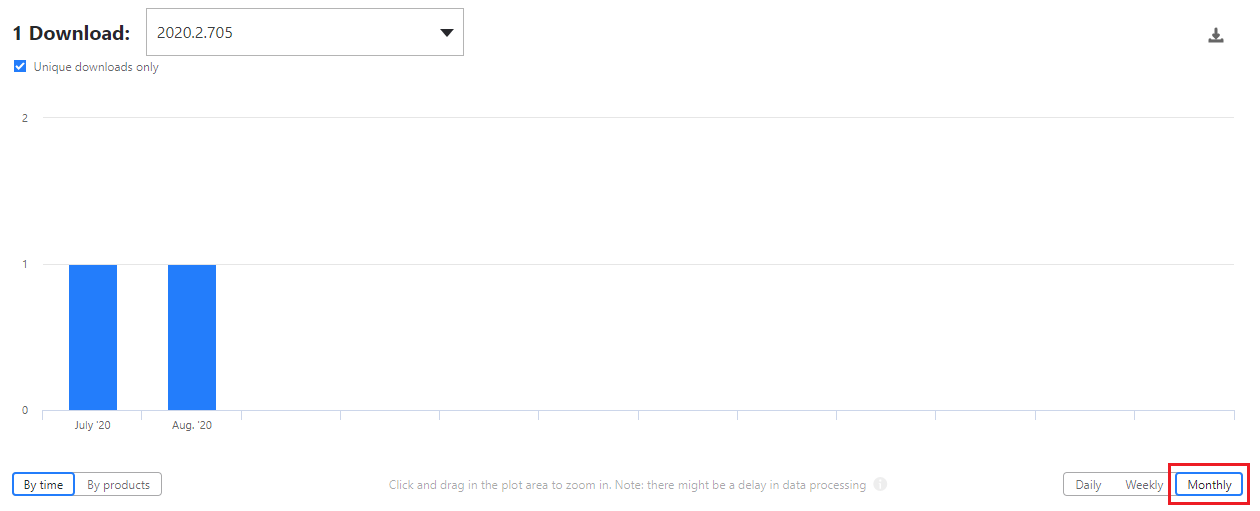 1 Download: 2020.2.705
Unique downloads only
2
1
0
July '20 Aug. '20
By time By products Click and drag in the plot area to zoom in. Note: there might be a delay in data processing i Daily Weekly Monthly